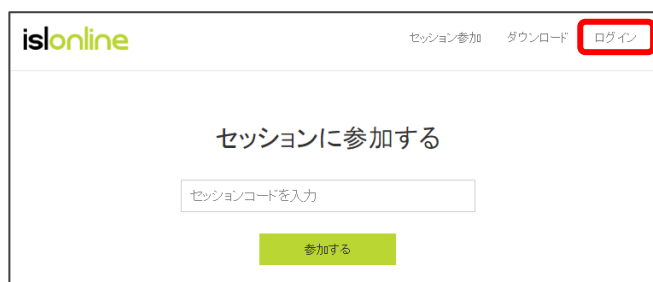 islonline
セッション参加 ダウンロード ログイン
セッションに参加する
セッションコードを入力
参加する